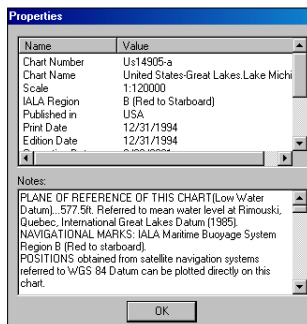 Properties
Name Value
Chart Number Us14905-a
Chart Name United States-Great Lakes.Lake Michi
Scale 1:120000
IALA Region B (Red to Starboard)
Published in USA
Print Date 12/31/1994
Edition Date 12/31/1994
Notes:
PLANE OF REFERENCE OF THIS CHART(Low Water
Datum)...577.5ft. Referred to mean water level at Rimouski,
Quebec, International Great Lakes Datum (1985).
NAVIGATIONAL MARKS: IALA Maritime Buoyage System
Region B (Red to starboard).
POSITIONS obtained from satellite navigation systems
referred to WGS 84 Datum can be plotted directly on this
chart.
OK